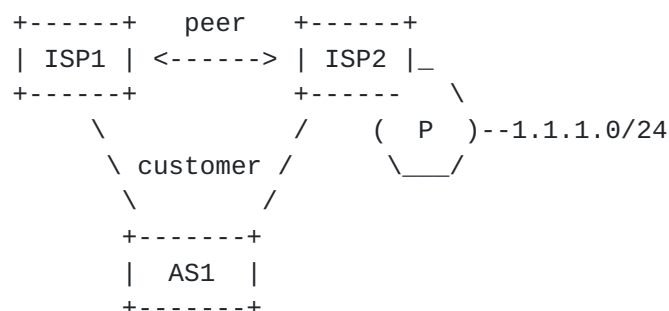 +------+   peer   +------+
| ISP1 | <------> | ISP2 |_
+------+          +------  \
     \            /    (  P  )--1.1.1.0/24
      \ customer /      \___/
       \        /
       +-------+
       |  AS1  |
       +-------+